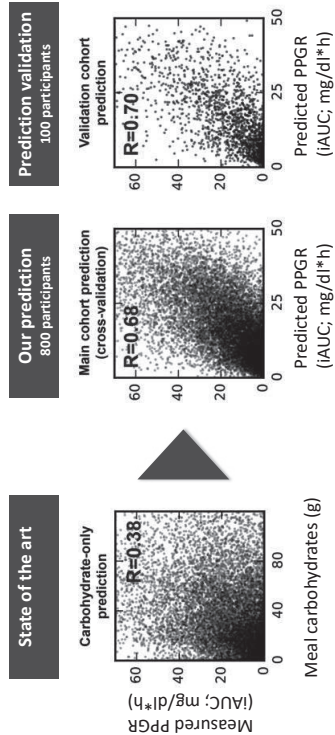 State of the art
Carbohydrate-only
prediction
R=0.38
Measured PPGR
(iAUC; mg/dl*h)
60
40
20
0
0
40
80
Meal carbohydrates (g)
Our prediction
800 participants
Main cohort prediction
(cross-validation)
R=0.68
60
40
20
0
0
25
50
Predicted PPGR
(iAUC; mg/dl*h)
Prediction validation
100 participants
Validation cohort
prediction
R=0.70
60
40
20
0
0
25
50
Predicted PPGR
(iAUC; mg/dl*h)